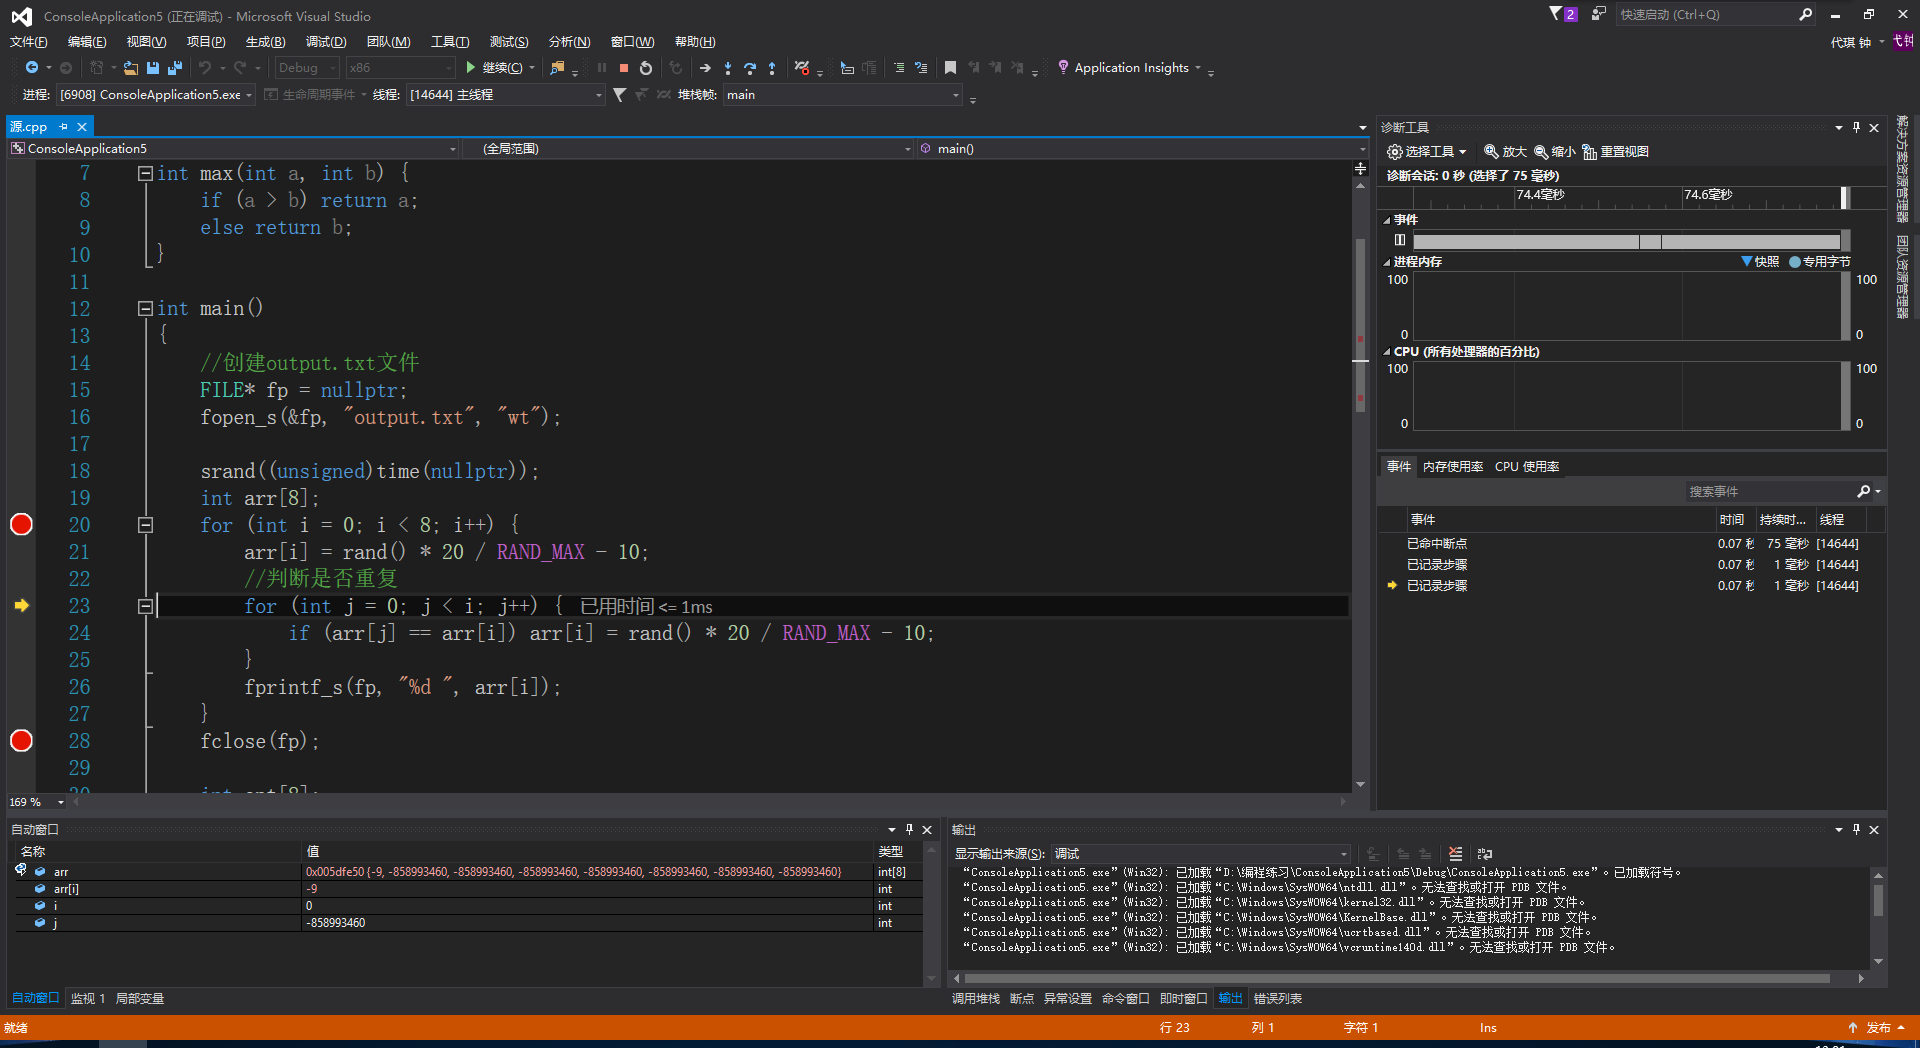 ConsoleApplication5 (正在调试) - Microsoft Visual Studio
2
快速启动 (Ctrl+Q)
文件(F) 编辑(E) 视图(V) 项目(P) 生成(B) 调试(D) 团队(M) 工具(T) 测试(S) 分析(N) 窗口(W) 帮助(H)
代琪 钟
弋钟
Debug x86 继续(C) Application Insights
进程: [6908] ConsoleApplication5.exe 生命周期事件 线程: [14644] 主线程 堆栈帧: main
源.cpp
ConsoleApplication5 (全局范围) main()
7 int max(int a, int b) {
8 if (a > b) return a;
9 else return b;
10 }
11
12 int main()
13 {
14 //创建output.txt文件
15 FILE* fp = nullptr;
16 fopen_s(&fp, "output.txt", "wt");
17
18 srand((unsigned)time(nullptr));
19 int arr[8];
20 for (int i = 0; i < 8; i++) {
21 arr[i] = rand() * 20 / RAND_MAX - 10;
22 //判断是否重复
23 for (int j = 0; j < i; j++) { 已用时间 <= 1ms
24 if (arr[j] == arr[i]) arr[i] = rand() * 20 / RAND_MAX - 10;
25 }
26 fprintf_s(fp, "%d ", arr[i]);
27 }
28 fclose(fp);
29
169 %
诊断工具
选择工具 放大 缩小 重置视图
诊断会话: 0 秒 (选择了 75 毫秒)
74.4毫秒 74.6毫秒
事件
进程内存 快照 专用字节
100 100
0 0
CPU (所有处理器的百分比)
100 100
0 0
事件 内存使用率 CPU 使用率
搜索事件
事件 时间 持续时... 线程
已命中断点 0.07 秒 75 毫秒 [14644]
已记录步骤 0.07 秒 1 毫秒 [14644]
已记录步骤 0.07 秒 1 毫秒 [14644]
解决方案资源管理器
团队资源管理器
自动窗口
名称 值 类型
arr 0x005dfe50 {-9, -858993460, -858993460, -858993460, -858993460, -858993460, -858993460, -858993460} int[8]
arr[i] -9 int
i 0 int
j -858993460 int
自动窗口 监视 1 局部变量
输出
显示输出来源(S): 调试
“ConsoleApplication5.exe”(Win32): 已加载“D:\编程练习\ConsoleApplication5\Debug\ConsoleApplication5.exe”。已加载符号。
“ConsoleApplication5.exe”(Win32): 已加载“C:\Windows\SysWOW64\ntdll.dll”。无法查找或打开 PDB 文件。
“ConsoleApplication5.exe”(Win32): 已加载“C:\Windows\SysWOW64\kernel32.dll”。无法查找或打开 PDB 文件。
“ConsoleApplication5.exe”(Win32): 已加载“C:\Windows\SysWOW64\KernelBase.dll”。无法查找或打开 PDB 文件。
“ConsoleApplication5.exe”(Win32): 已加载“C:\Windows\SysWOW64\ucrtbased.dll”。无法查找或打开 PDB 文件。
“ConsoleApplication5.exe”(Win32): 已加载“C:\Windows\SysWOW64\vcruntime140d.dll”。无法查找或打开 PDB 文件。
调用堆栈 断点 异常设置 命令窗口 即时窗口 输出 错误列表
就绪 行 23 列 1 字符 1 Ins 发布